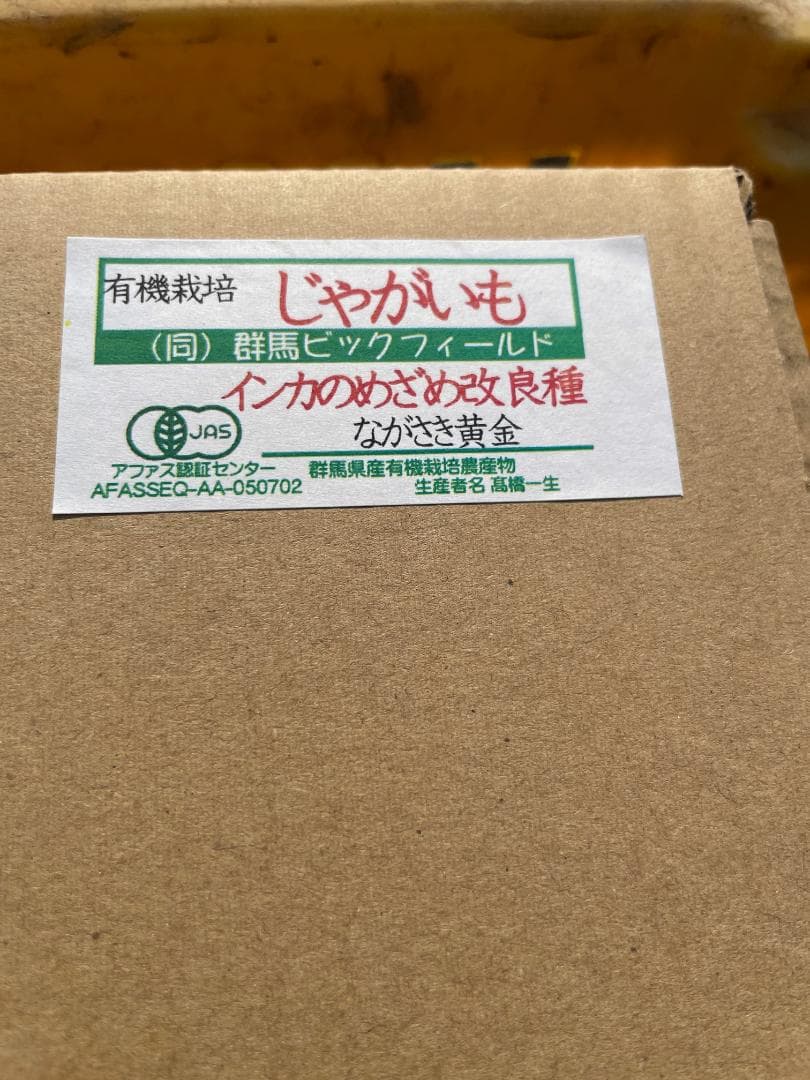 有機栽培 じゃがいも
(同) 群馬ビックフィールド
インカのめざめ改良種
ながさき黄金
JAS
アファス認証センター 群馬県産有機栽培農産物
AFASSEQ-AA-050702 生産者名 髙橋一生